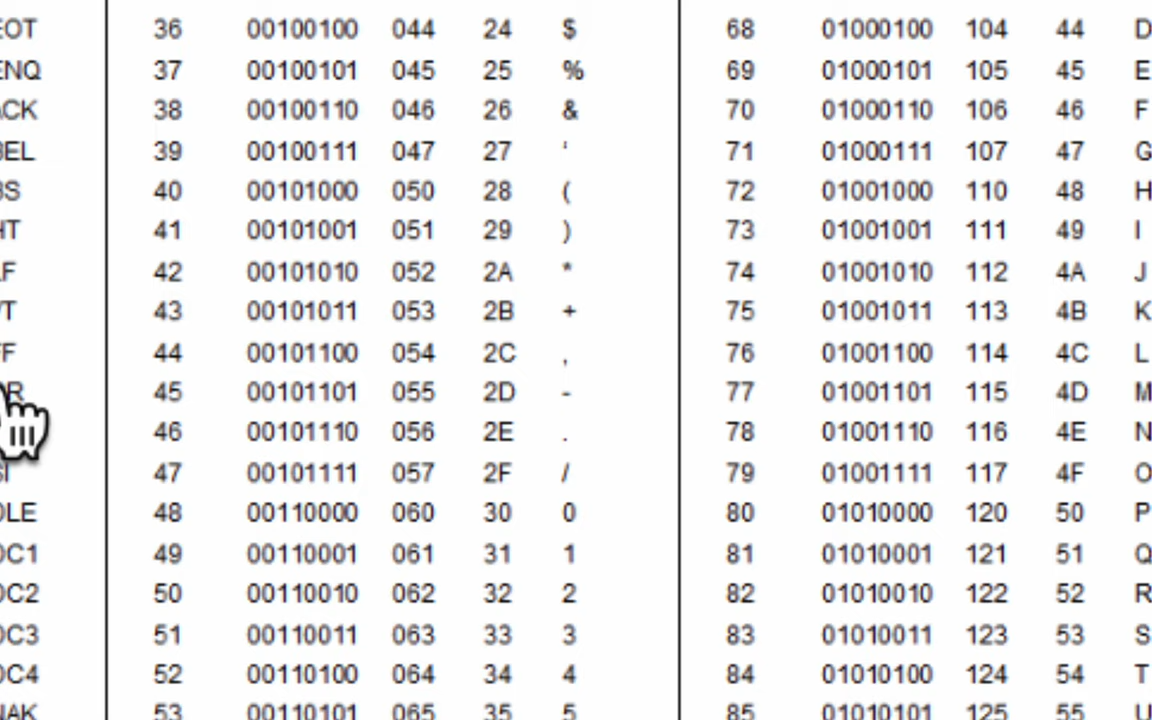 EOT 36 00100100 044 24 $ 68 01000100 104 44 D
ENQ 37 00100101 045 25 % 69 01000101 105 45 E
ACK 38 00100110 046 26 & 70 01000110 106 46 F
BEL 39 00100111 047 27 ' 71 01000111 107 47 G
BS 40 00101000 050 28 ( 72 01001000 110 48 H
HT 41 00101001 051 29 ) 73 01001001 111 49 I
LF 42 00101010 052 2A * 74 01001010 112 4A J
VT 43 00101011 053 2B + 75 01001011 113 4B K
FF 44 00101100 054 2C , 76 01001100 114 4C L
CR 45 00101101 055 2D - 77 01001101 115 4D M
46 00101110 056 2E . 78 01001110 116 4E N
SI 47 00101111 057 2F / 79 01001111 117 4F O
DLE 48 00110000 060 30 0 80 01010000 120 50 P
DC1 49 00110001 061 31 1 81 01010001 121 51 Q
DC2 50 00110010 062 32 2 82 01010010 122 52 R
DC3 51 00110011 063 33 3 83 01010011 123 53 S
DC4 52 00110100 064 34 4 84 01010100 124 54 T
NAK 53 00110101 065 35 5 85 01010101 125 55 U